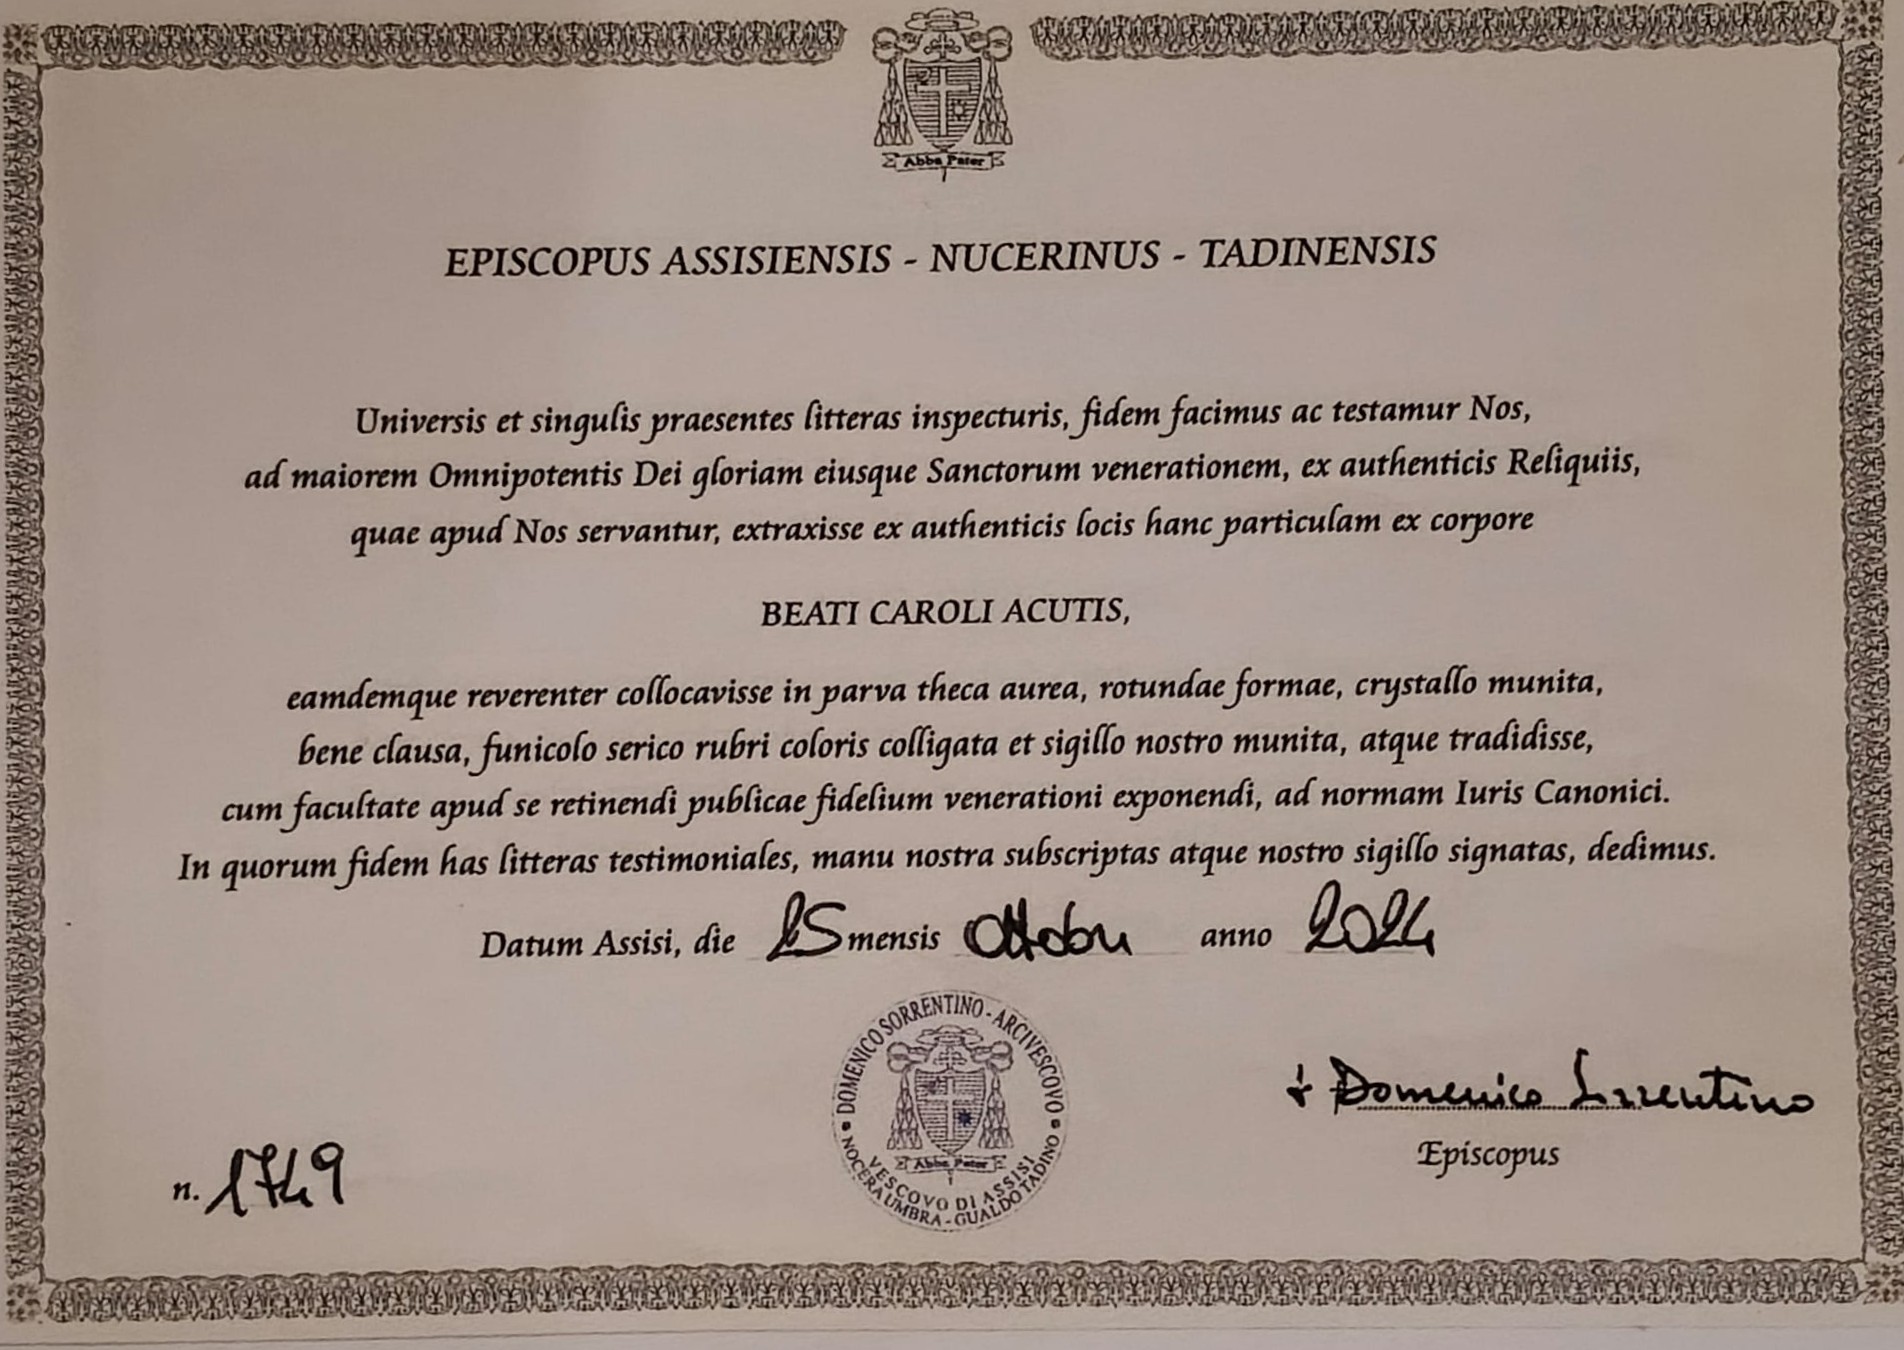 Abba Pater
EPISCOPUS ASSISIENSIS - NUCERINUS - TADINENSIS
Universis et singulis praesentes litteras inspecturis, fidem facimus ac testamur Nos,
ad maiorem Omnipotentis Dei gloriam eiusque Sanctorum venerationem, ex authenticis Reliquiis,
quae apud Nos servantur, extraxisse ex authenticis locis hanc particulam ex corpore
BEATI CAROLI ACUTIS,
eamdemque reverenter collocavisse in parva theca aurea, rotundae formae, crystallo munita,
bene clausa, funicolo serico rubri coloris colligata et sigillo nostro munita, atque tradidisse,
cum facultate apud se retinendi publicae fidelium venerationi exponendi, ad normam Iuris Canonici.
In quorum fidem has litteras testimoniales, manu nostra subscriptas atque nostro sigillo signatas, dedimus.
Datum Assisi, die 25 mensis Ottobre anno 2024
DOMENICO SORRENTINO - ARCIVESCOVO
Abba Pater
VESCOVO DI ASSISI
NOCERA UMBRA - GUALDO TADINO
+ Domenico Sorrentino
Episcopus
n. 1749